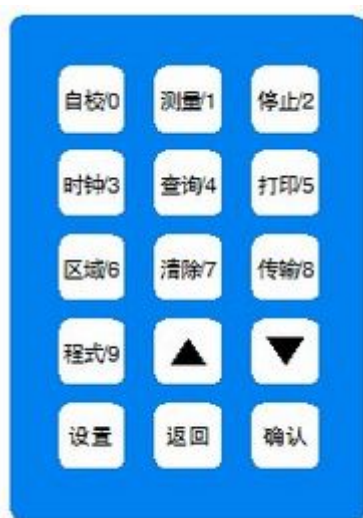 自校/0 测量/1 停止/2
时钟/3 查询/4 打印/5
区域/6 清除/7 传输/8
程式/9 ▲ ▼
设置 返回 确认